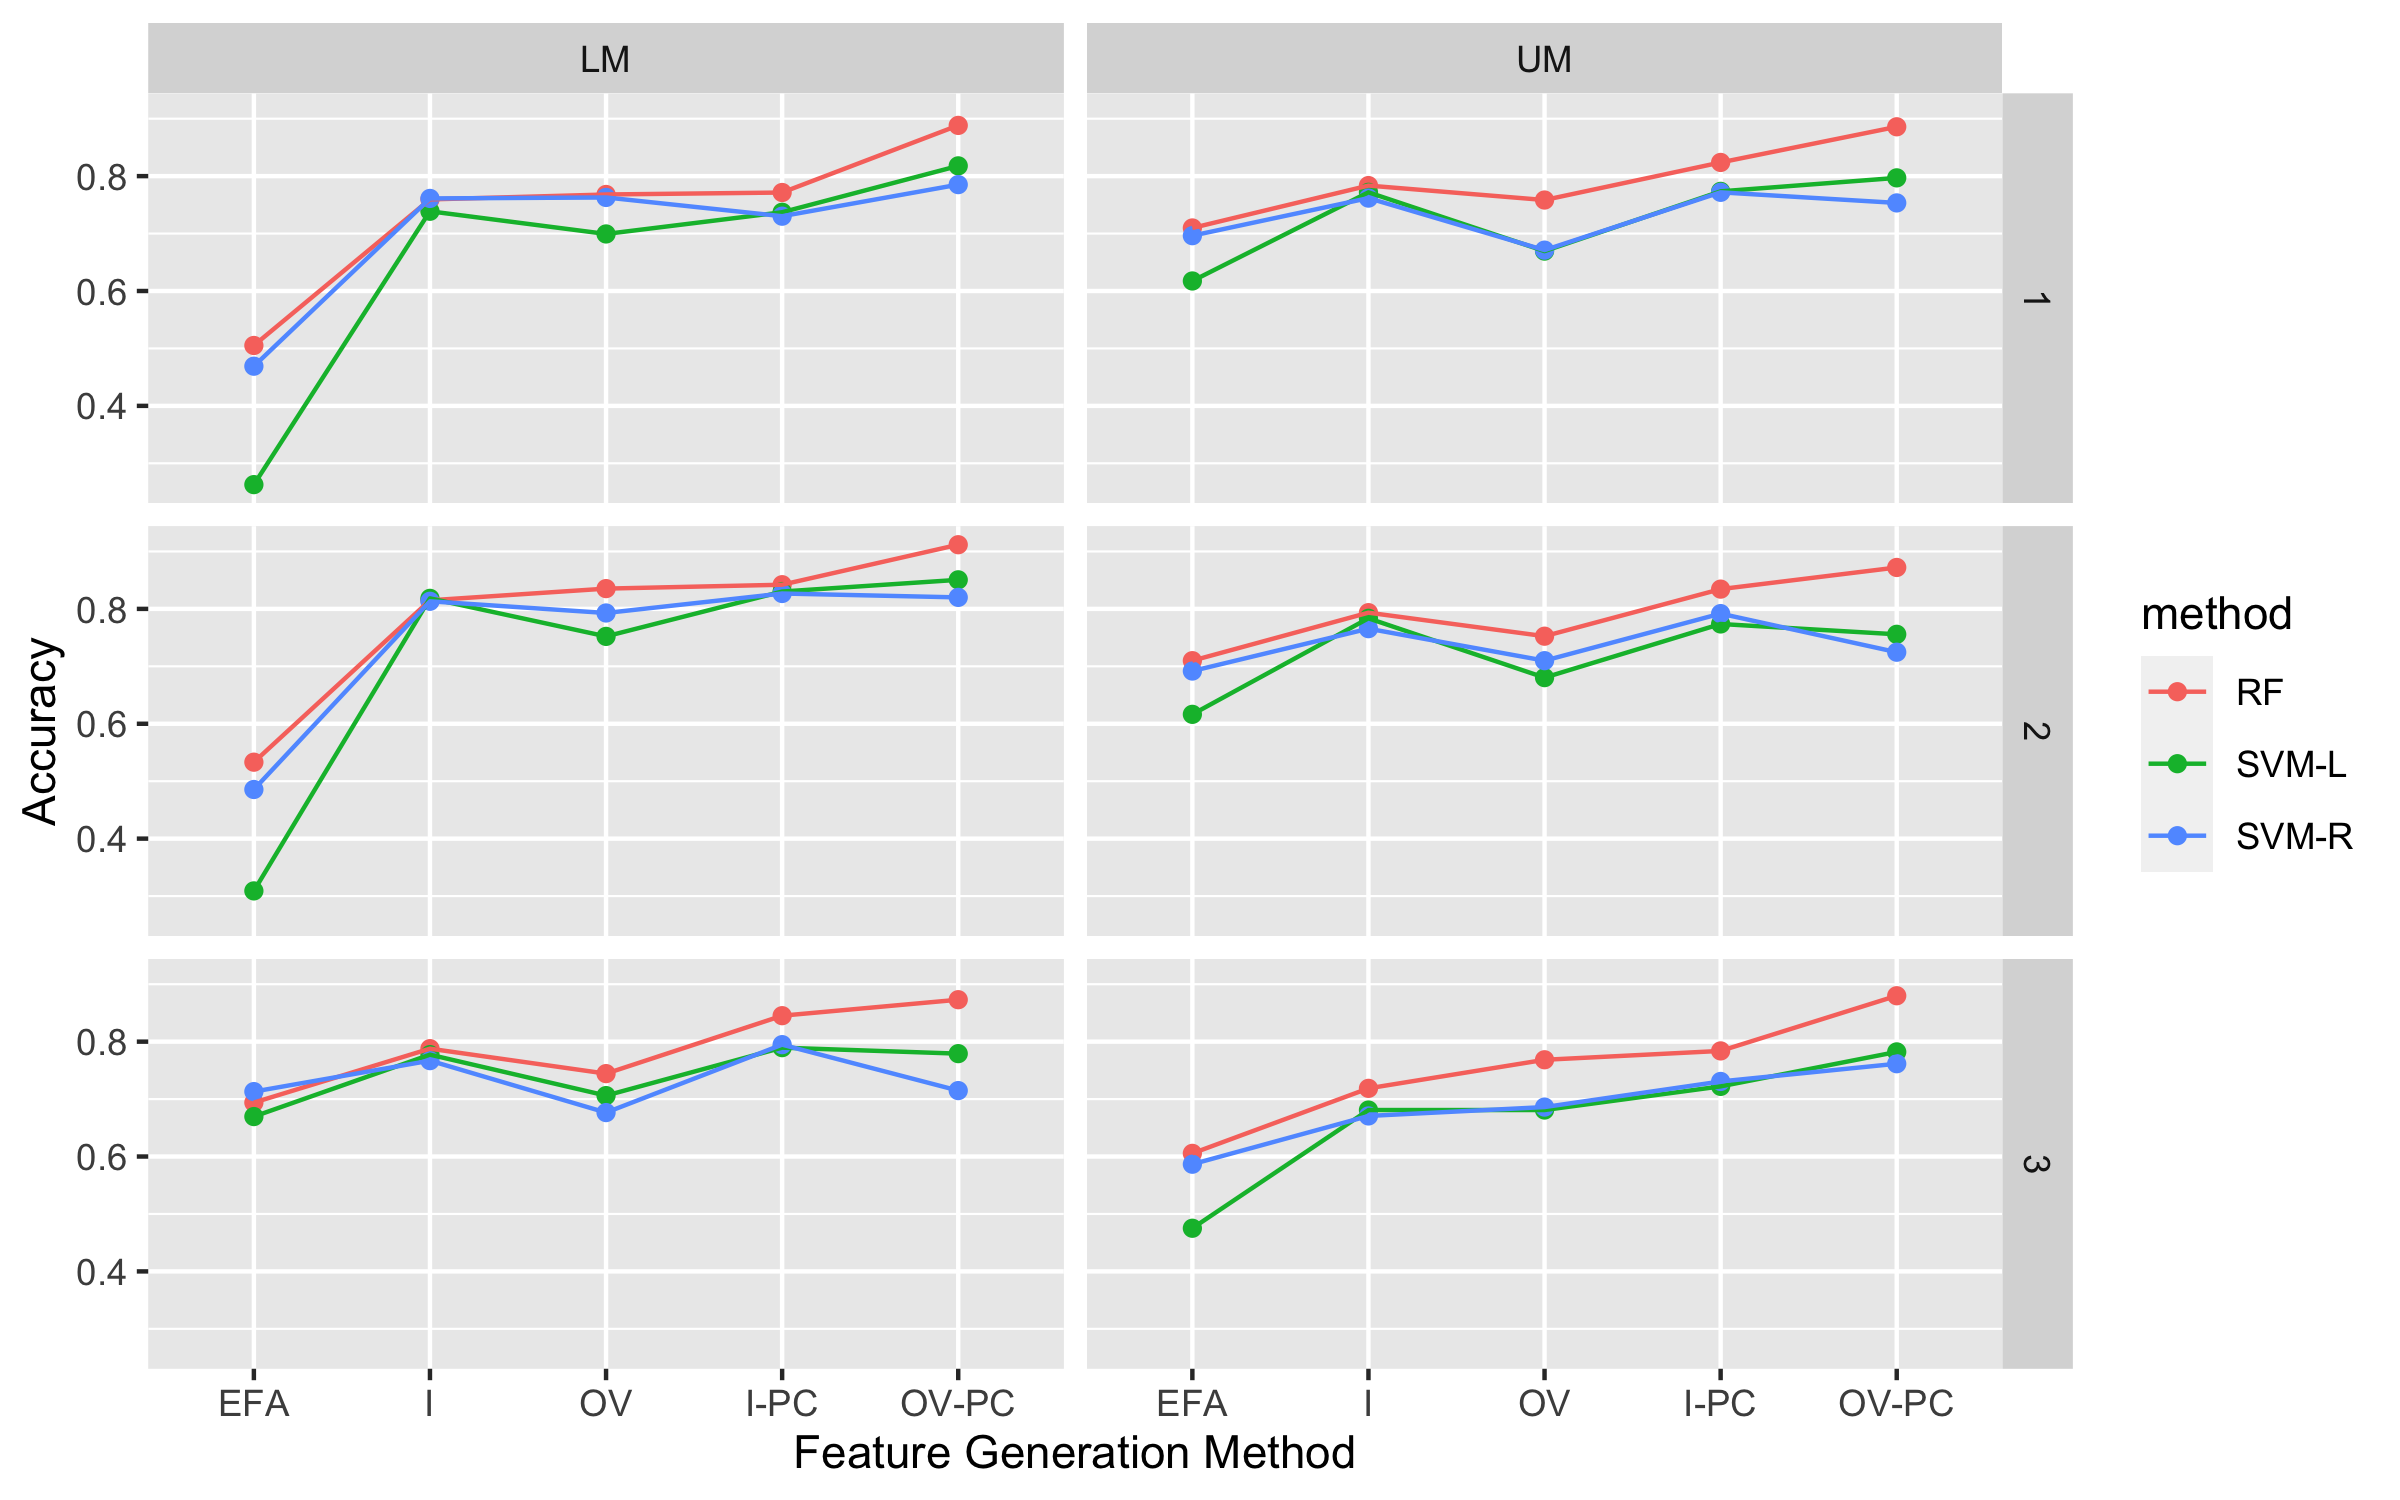 LM
UM
0.8
0.6
0.4
1
0.8
0.6
0.4
2
0.8
0.6
0.4
3
Accuracy
EFA I OV I-PC OV-PC
EFA I OV I-PC OV-PC
Feature Generation Method
method
RF
SVM-L
SVM-R